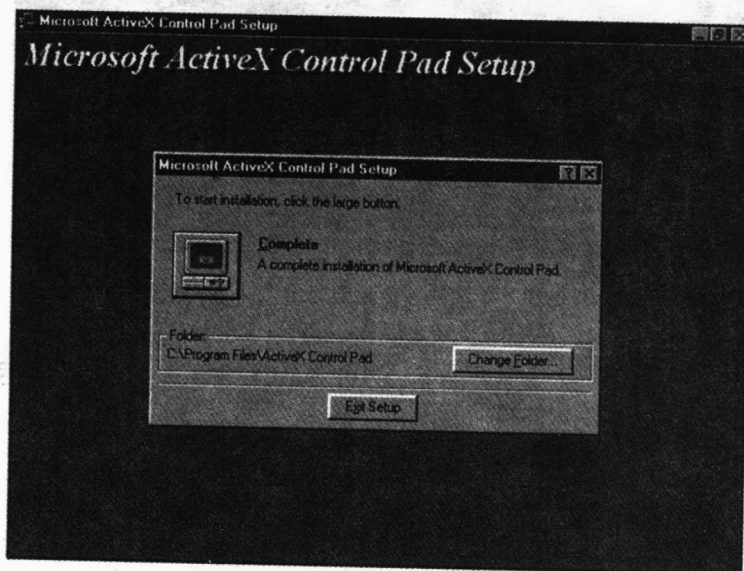 Microsoft ActiveX Control Pad Setup
Microsoft ActiveX Control Pad Setup
Microsoft ActiveX Control Pad Setup
To start installation, click the large button.
Complete
A complete installation of Microsoft ActiveX Control Pad.
Folder:
C:\Program Files\ActiveX Control Pad
Change Folder...
Exit Setup